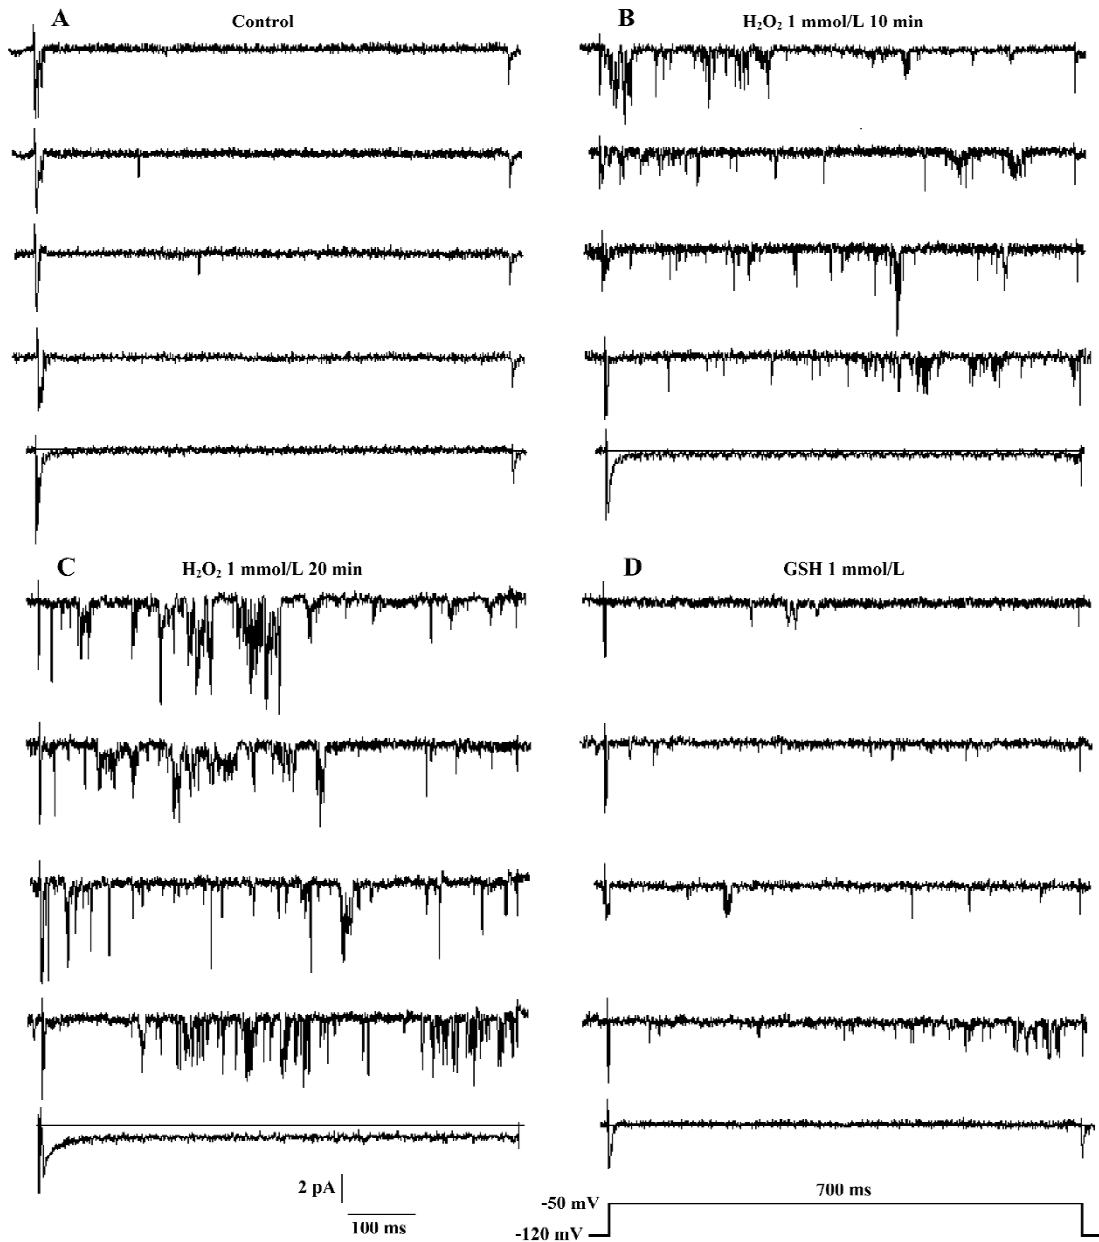 A
Control
B
H₂O₂ 1 mmol/L 10 min
C
H₂O₂ 1 mmol/L 20 min
D
GSH 1 mmol/L
2 pA
100 ms
700 ms
-50 mV
-120 mV